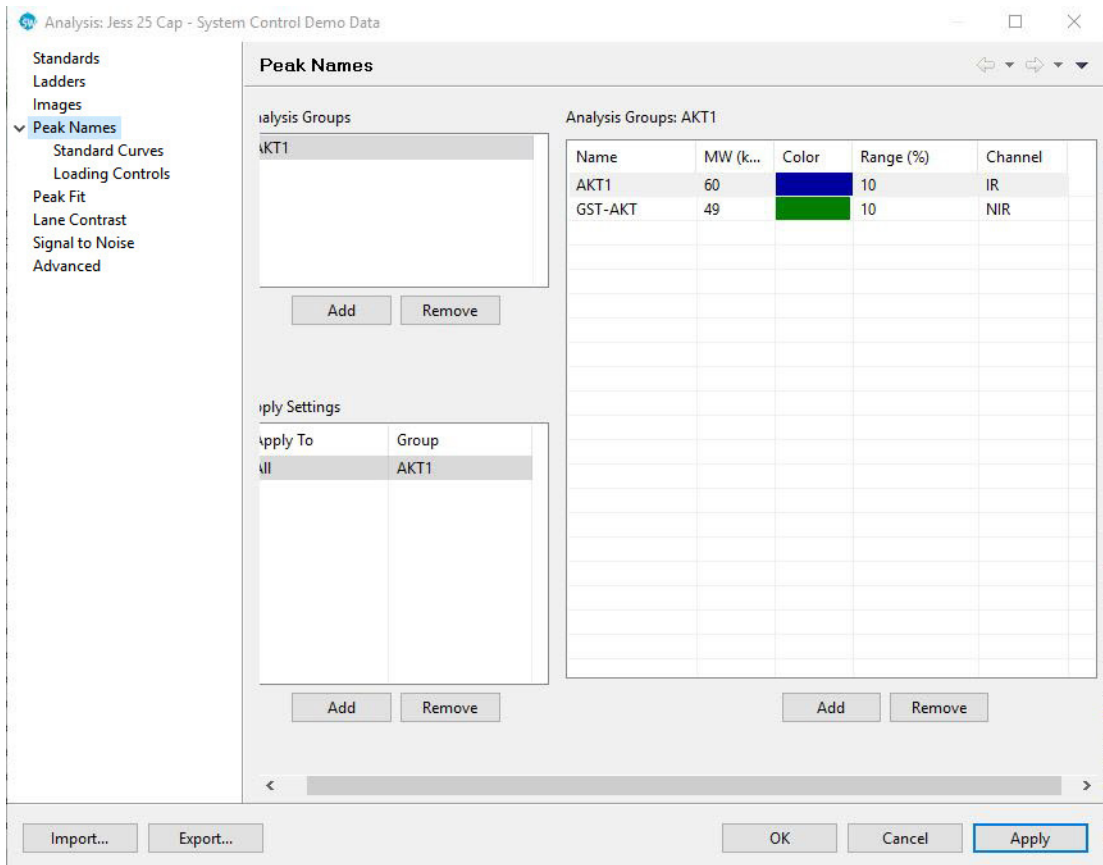 SW Analysis: Jess 25 Cap - System Control Demo Data
Standards
Ladders
Images
Peak Names
Standard Curves
Loading Controls
Peak Fit
Lane Contrast
Signal to Noise
Advanced
Peak Names
nalysis Groups
AKT1
Add Remove
pply Settings
Apply To Group
All AKT1
Add Remove
Analysis Groups: AKT1
Name MW (k... Color Range (%) Channel
AKT1 60 10 IR
GST-AKT 49 10 NIR
Add Remove
Import... Export... OK Cancel Apply